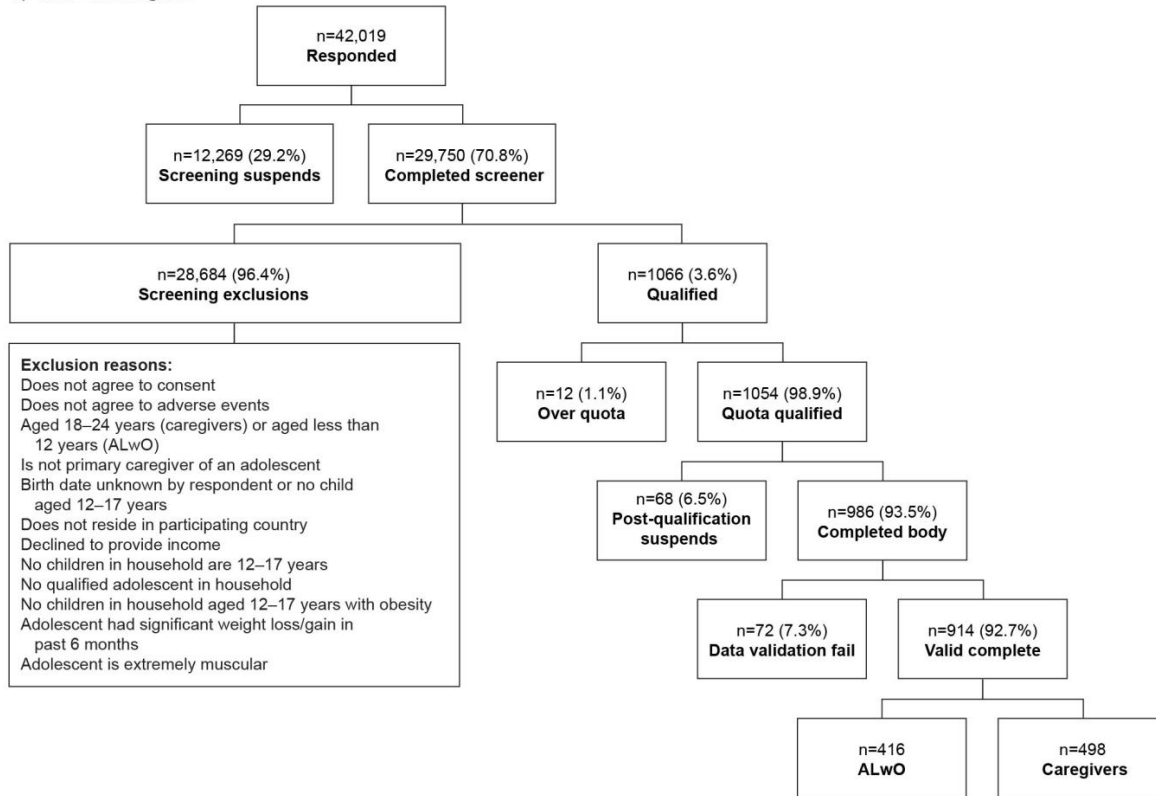 n=42,019
Responded
n=12,269 (29.2%)
Screening suspends
n=29,750 (70.8%)
Completed screener
n=28,684 (96.4%)
Screening exclusions
n=1066 (3.6%)
Qualified
Exclusion reasons:
Does not agree to consent
Does not agree to adverse events
Aged 18–24 years (caregivers) or aged less than
12 years (ALwO)
Is not primary caregiver of an adolescent
Birth date unknown by respondent or no child
aged 12–17 years
Does not reside in participating country
Declined to provide income
No children in household are 12–17 years
No qualified adolescent in household
No children in household aged 12–17 years with obesity
Adolescent had significant weight loss/gain in
past 6 months
Adolescent is extremely muscular
n=12 (1.1%)
Over quota
n=1054 (98.9%)
Quota qualified
n=68 (6.5%)
Post-qualification
suspends
n=986 (93.5%)
Completed body
n=72 (7.3%)
Data validation fail
n=914 (92.7%)
Valid complete
n=416
ALwO
n=498
Caregivers